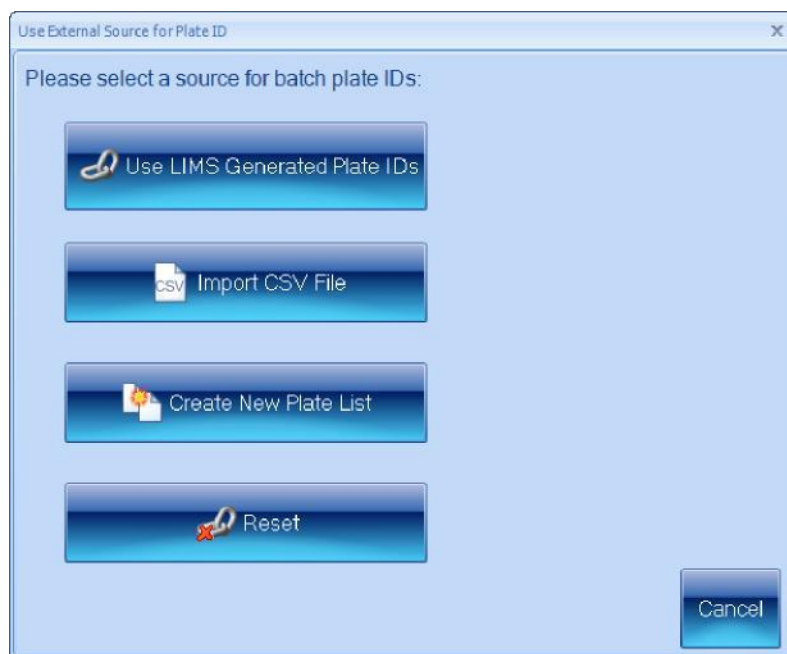 Use External Source for Plate ID
Please select a source for batch plate IDs:
Use LIMS Generated Plate IDs
CSV Import CSV File
Create New Plate List
Reset
Cancel